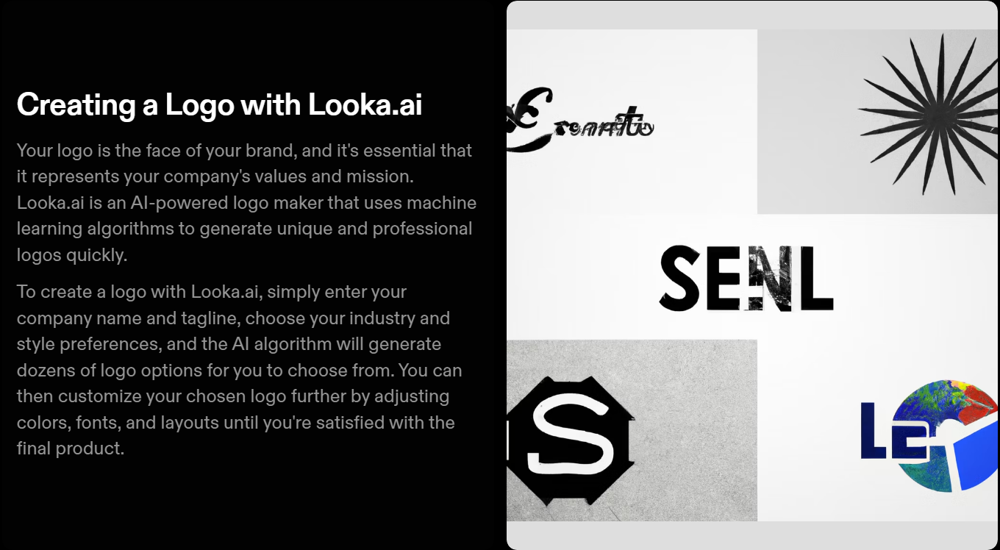 Creating a Logo with Looka.ai
Your logo is the face of your brand, and it's essential that
it represents your company's values and mission.
Looka.ai is an AI-powered logo maker that uses machine
learning algorithms to generate unique and professional
logos quickly.
To create a logo with Looka.ai, simply enter your
company name and tagline, choose your industry and
style preferences, and the AI algorithm will generate
dozens of logo options for you to choose from. You can
then customize your chosen logo further by adjusting
colors, fonts, and layouts until you're satisfied with the
final product.
SENL
S
LE